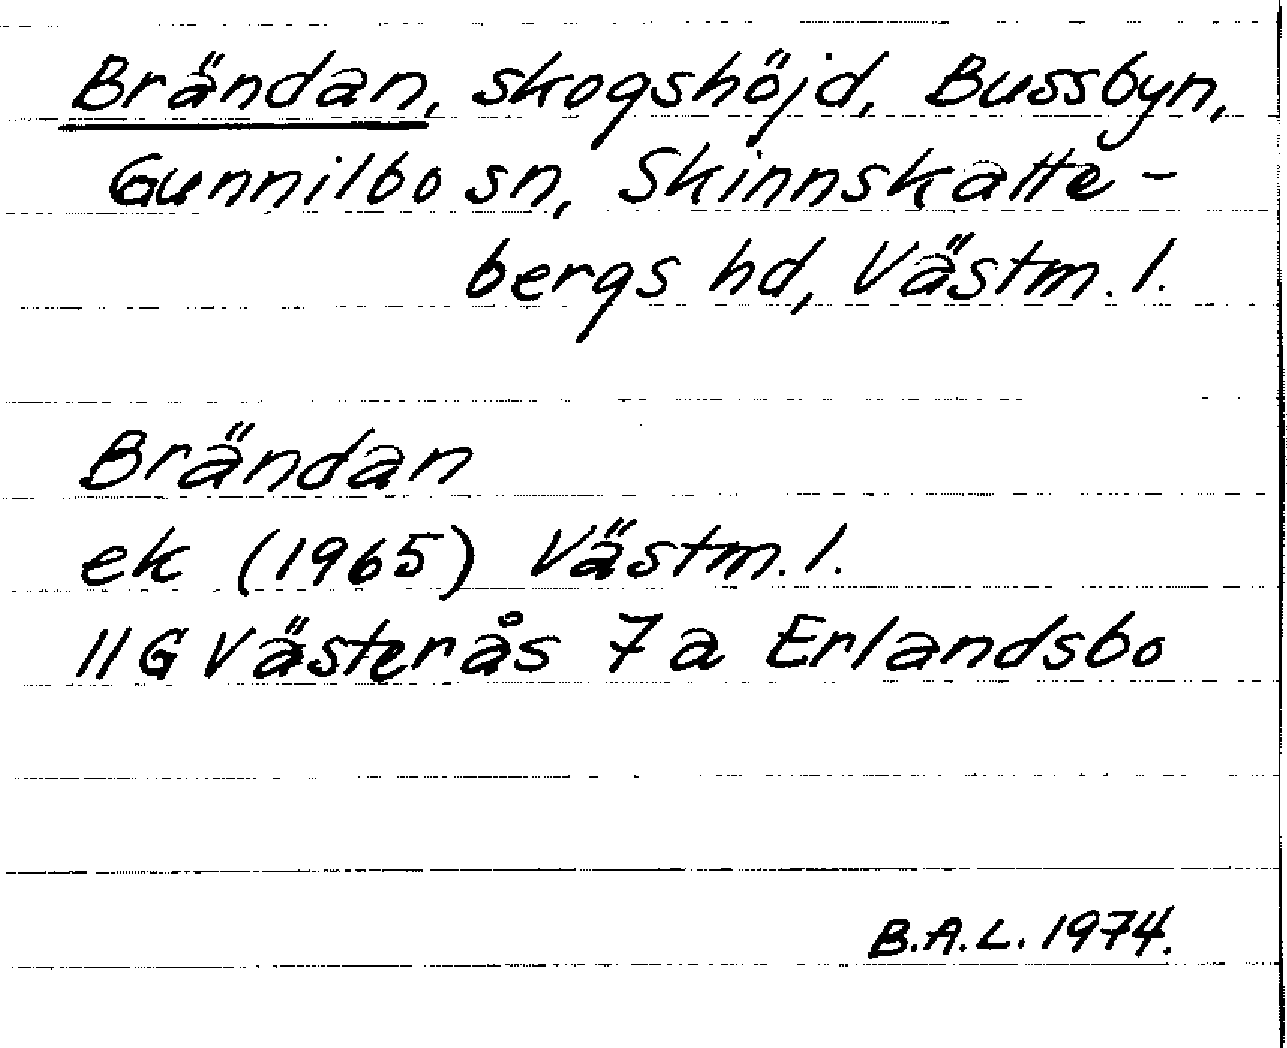 Brändan, skogshöjd, Bussbyn,
Gunnilbo sn, Skinnskatte-
bergs hd, Västm. l.
Brändan
ek (1965) Västm. l.
11G Västerås 7a Erlandsbo
B.A.L. 1974.